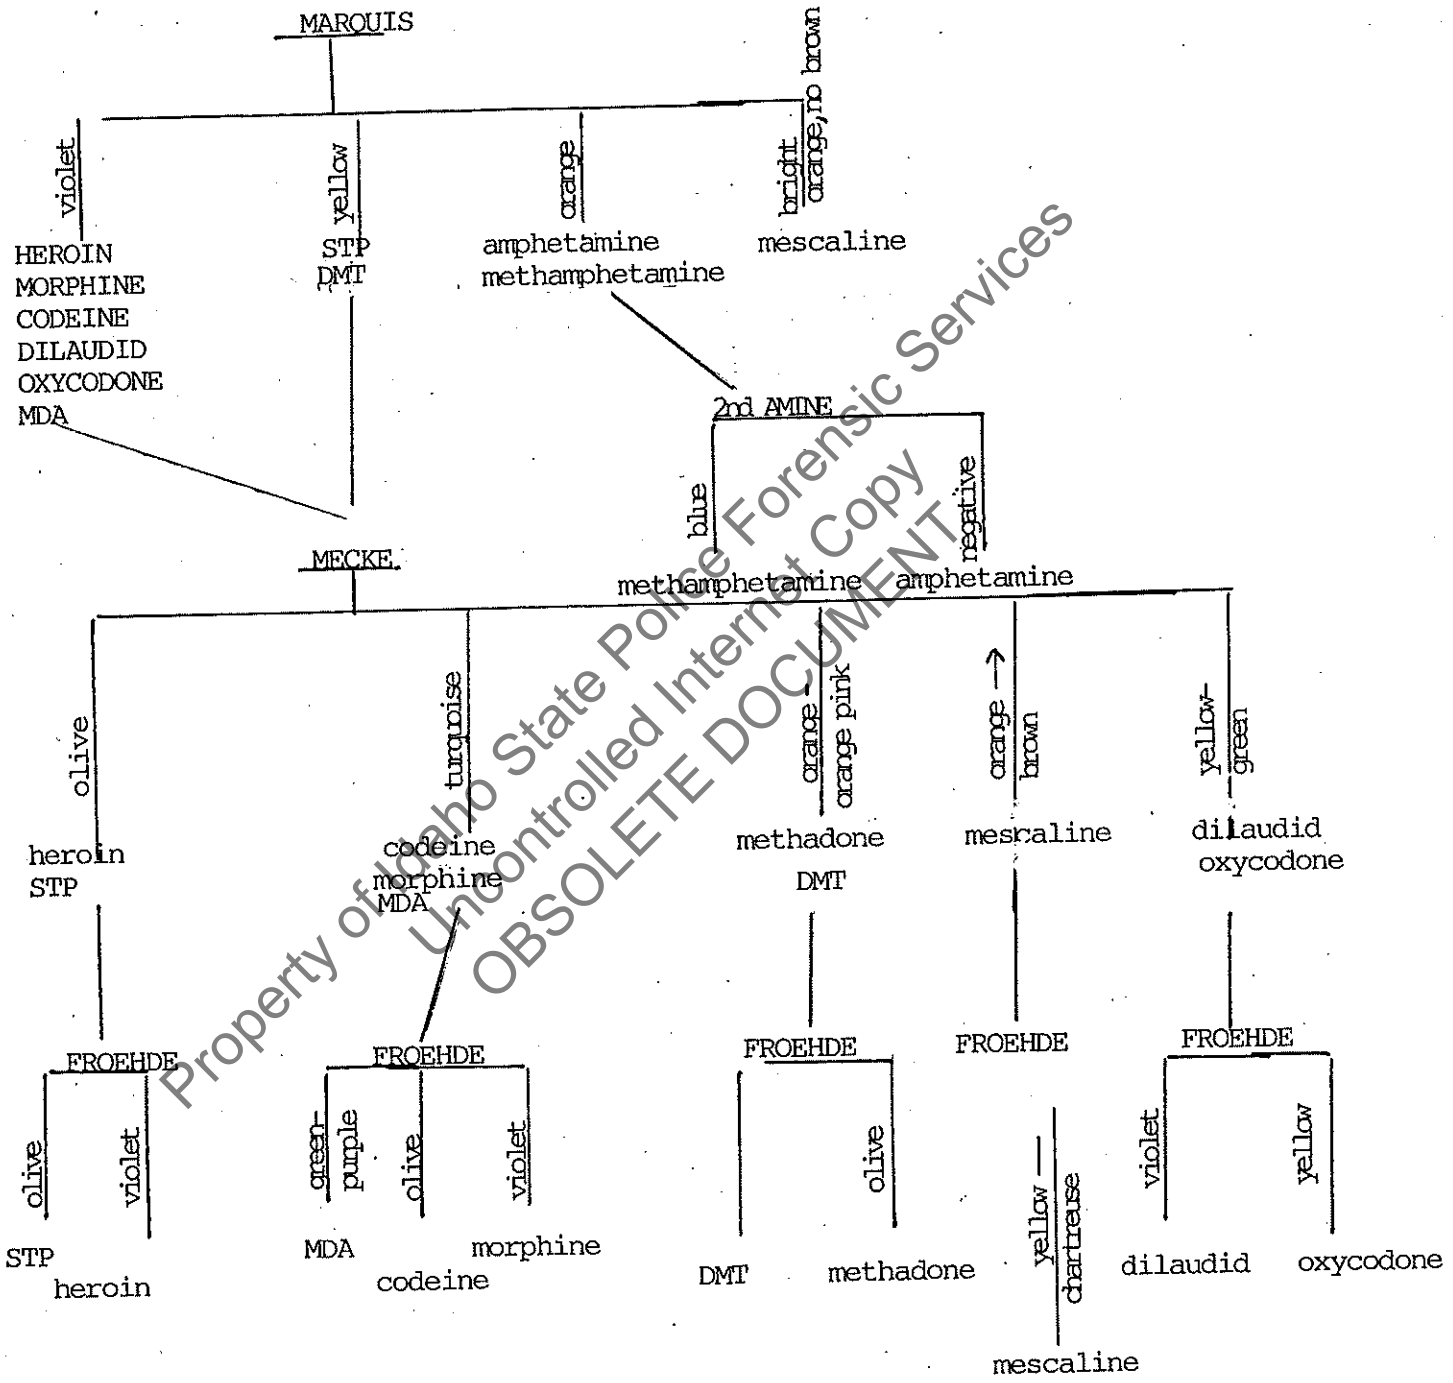 MARQUIS
violet
yellow
orange
bright
orange,no brown
HEROIN
MORPHINE
CODEINE
DILAUDID
OXYCODONE
MDA
STP
DMT
amphetamine
methamphetamine
mescaline
2nd AMINE
blue
negative
methamphetamine amphetamine
MECKE
olive
turquoise
orange —
orange pink
orange →
brown
yellow-
green
heroin
STP
codeine
morphine
MDA
methadone
DMT
mescaline
dilaudid
oxycodone
FROEHDE
FROEHDE
FROEHDE
FROEHDE
FROEHDE
olive
violet
green-
purple
olive
violet
olive
yellow —
chartreuse
violet
yellow
STP
heroin
MDA
codeine
morphine
DMT
methadone
mescaline
dilaudid
oxycodone
Property of Idaho State Police Forensic Services
Uncontrolled Internet Copy
OBSOLETE DOCUMENT